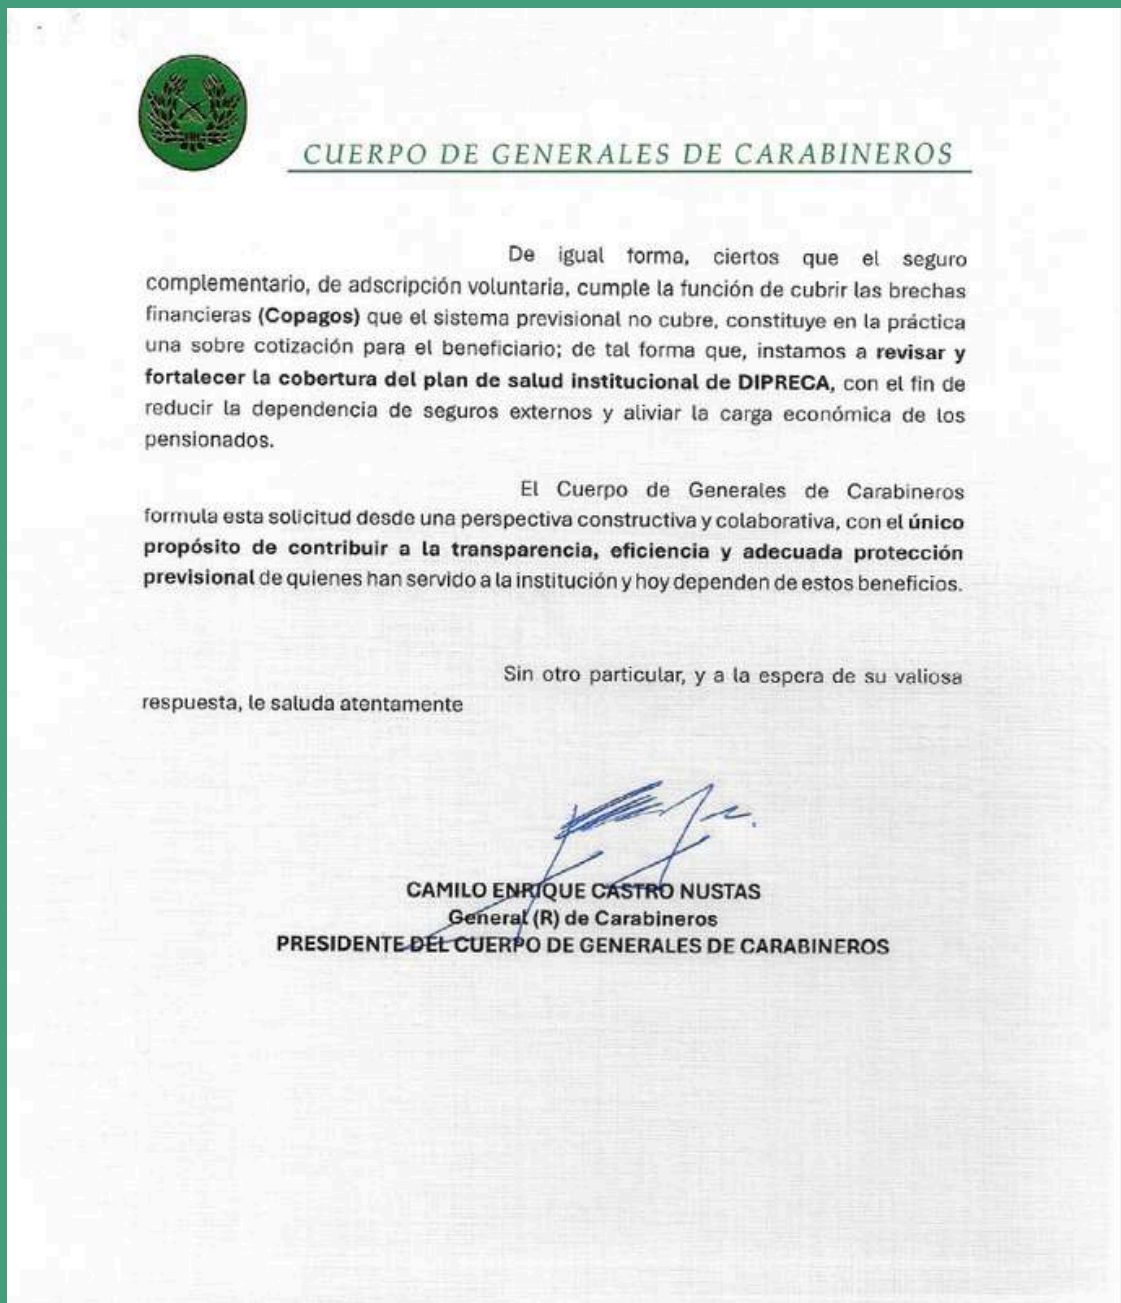 CUERPO DE GENERALES DE CARABINEROS
De igual forma, ciertos que el seguro
complementario, de adscripción voluntaria, cumple la función de cubrir las brechas
financieras (Copagos) que el sistema previsional no cubre, constituye en la práctica
una sobre cotización para el beneficiario; de tal forma que, instamos a revisar y
fortalecer la cobertura del plan de salud institucional de DIPRECA, con el fin de
reducir la dependencia de seguros externos y aliviar la carga económica de los
pensionados.
El Cuerpo de Generales de Carabineros
formula esta solicitud desde una perspectiva constructiva y colaborativa, con el único
propósito de contribuir a la transparencia, eficiencia y adecuada protección
previsional de quienes han servido a la institución y hoy dependen de estos beneficios.
Sin otro particular, y a la espera de su valiosa
respuesta, le saluda atentamente
CAMILO ENRIQUE CASTRO NUSTAS
General (R) de Carabineros
PRESIDENTE DEL CUERPO DE GENERALES DE CARABINEROS